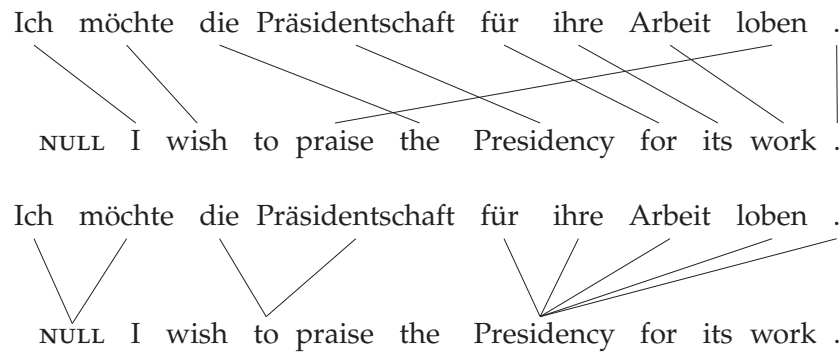 Ich möchte die Präsidentschaft für ihre Arbeit loben .
NULL I wish to praise the Presidency for its work .
Ich möchte die Präsidentschaft für ihre Arbeit loben .
NULL I wish to praise the Presidency for its work .